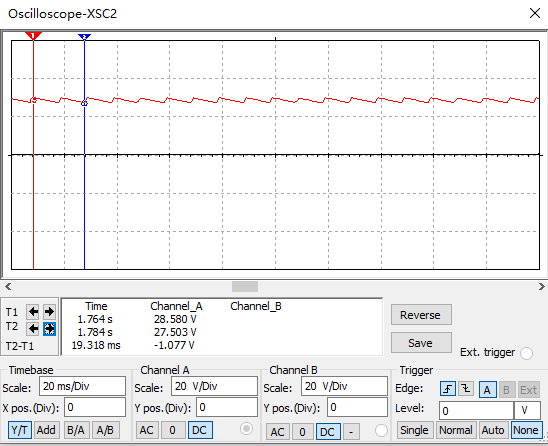 Oscilloscope-XSC2
1 2
T1
T2
T2-T1
Time Channel_A Channel_B
1.764 s 28.580 V
1.784 s 27.503 V
19.318 ms -1.077 V
Reverse
Save
Ext. trigger
Timebase
Scale: 20 ms/Div
X pos.(Div): 0
Y/T Add B/A A/B
Channel A
Scale: 20 V/Div
Y pos.(Div): 0
AC 0 DC
Channel B
Scale: 20 V/Div
Y pos.(Div): 0
AC 0 DC -
Trigger
Edge: A B Ext
Level: 0 V
Single Normal Auto None